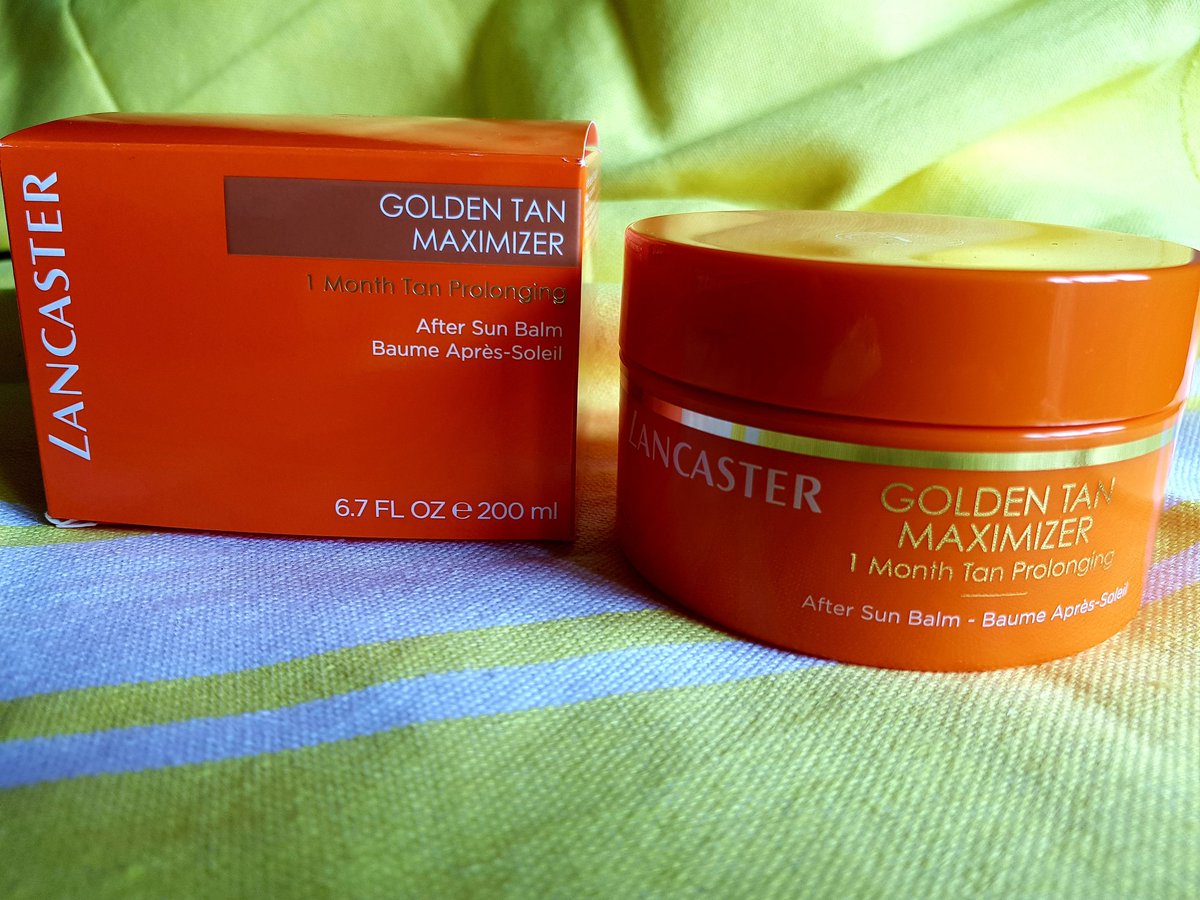 LANCASTER
GOLDEN TAN
MAXIMIZER
1 Month Tan Prolonging
After Sun Balm
Baume Après-Soleil
6.7 FL OZ ℮ 200 ml
LANCASTER
GOLDEN TAN
MAXIMIZER
1 Month Tan Prolonging
After Sun Balm - Baume Après-Soleil